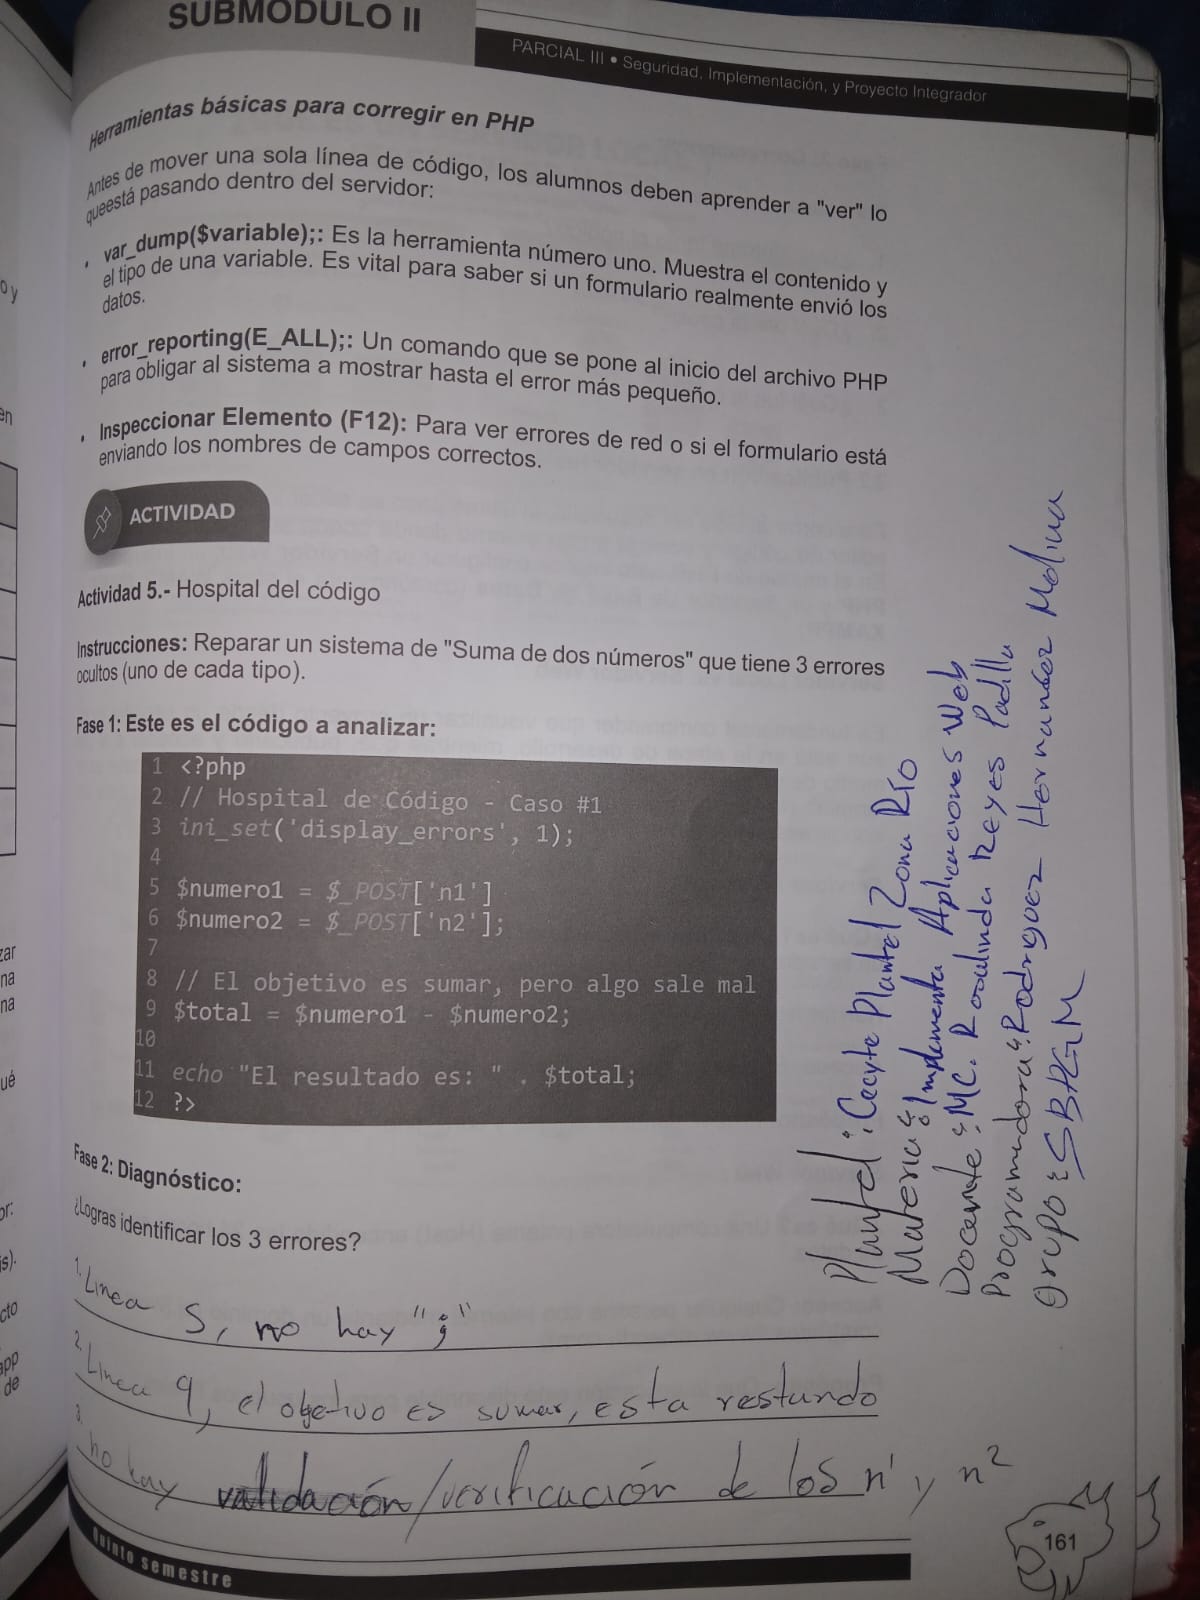 SUBMÓDULO II
PARCIAL III • Seguridad, Implementación, y Proyecto Integrador
Herramientas básicas para corregir en PHP
Antes de mover una sola línea de código, los alumnos deben aprender a "ver" lo
queestá pasando dentro del servidor:
• var_dump($variable);: Es la herramienta número uno. Muestra el contenido y
el tipo de una variable. Es vital para saber si un formulario realmente envió los
datos.
• error_reporting(E_ALL);: Un comando que se pone al inicio del archivo PHP
para obligar al sistema a mostrar hasta el error más pequeño.
• Inspeccionar Elemento (F12): Para ver errores de red o si el formulario está
enviando los nombres de campos correctos.
ACTIVIDAD
Actividad 5.- Hospital del código
Instrucciones: Reparar un sistema de "Suma de dos números" que tiene 3 errores
ocultos (uno de cada tipo).
Fase 1: Este es el código a analizar:
1 <?php
2 // Hospital de Código - Caso #1
3 ini_set('display_errors', 1);
4
5 $numero1 = $_POST['n1']
6 $numero2 = $_POST['n2'];
7
8 // El objetivo es sumar, pero algo sale mal
9 $total = $numero1 - $numero2;
10
11 echo "El resultado es: " . $total;
12 ?>
Fase 2: Diagnóstico:
¿Logras identificar los 3 errores?
1. Linea 5, no hay ";"
2. Linea 9, el objetivo es sumar, esta restando
3. no hay validación/verificación de los n1 y n2
Plantel: Cecyte Plantel Zona Río
Materia: Implementa Aplicaciones Web
Docente: MC. Rosalinda Reyes Padilla
Programadora: Rodriguez Hernandez Molina
Grupo: 5BPGM
Quinto semestre
161